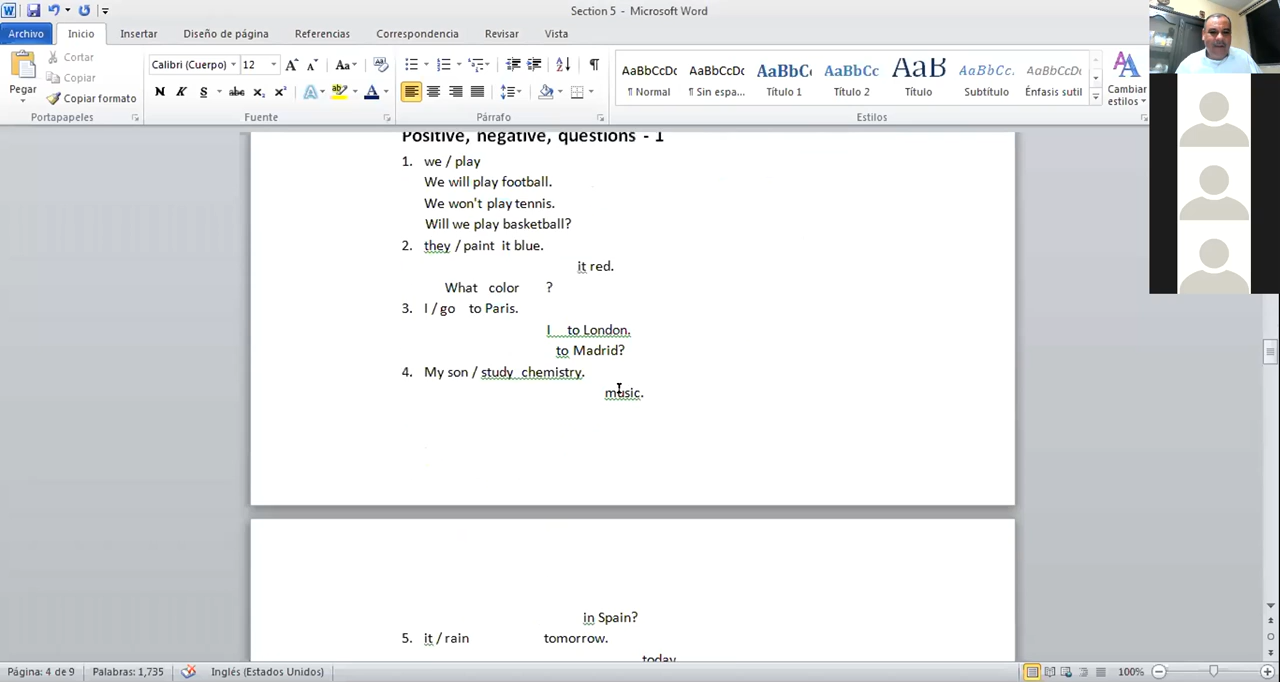 Section 5 - Microsoft Word
Archivo Inicio Insertar Diseño de página Referencias Correspondencia Revisar Vista
Pegar
Cortar
Copiar
Copiar formato
Portapapeles
Calibri (Cuerpo) 12
Fuente
Párrafo
AaBbCcDc AaBbCcDc AaBbC AaBbCc AaB AaBbCc. AaBbCcDc
¶ Normal ¶ Sin espa... Título 1 Título 2 Título Subtítulo Énfasis sutil
Estilos
Cambiar estilos
Positive, negative, questions - 1
1. we / play
We will play football.
We won't play tennis.
Will we play basketball?
2. they / paint it blue.
it red.
What color ?
3. I / go to Paris.
I to London.
to Madrid?
4. My son / study chemistry.
music.
in Spain?
5. it / rain tomorrow.
today
Página: 4 de 9 Palabras: 1,735 Inglés (Estados Unidos) 100%